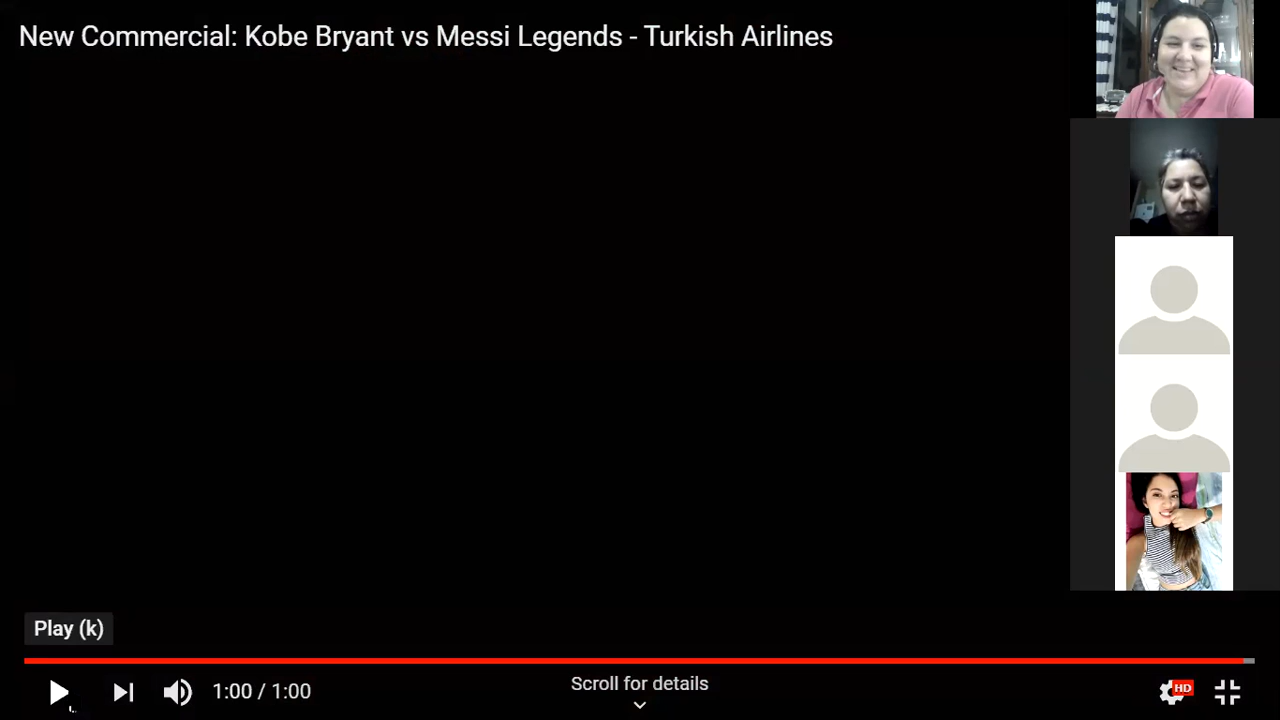 New Commercial: Kobe Bryant vs Messi Legends - Turkish Airlines
Play (k)
1:00 / 1:00
Scroll for details
HD